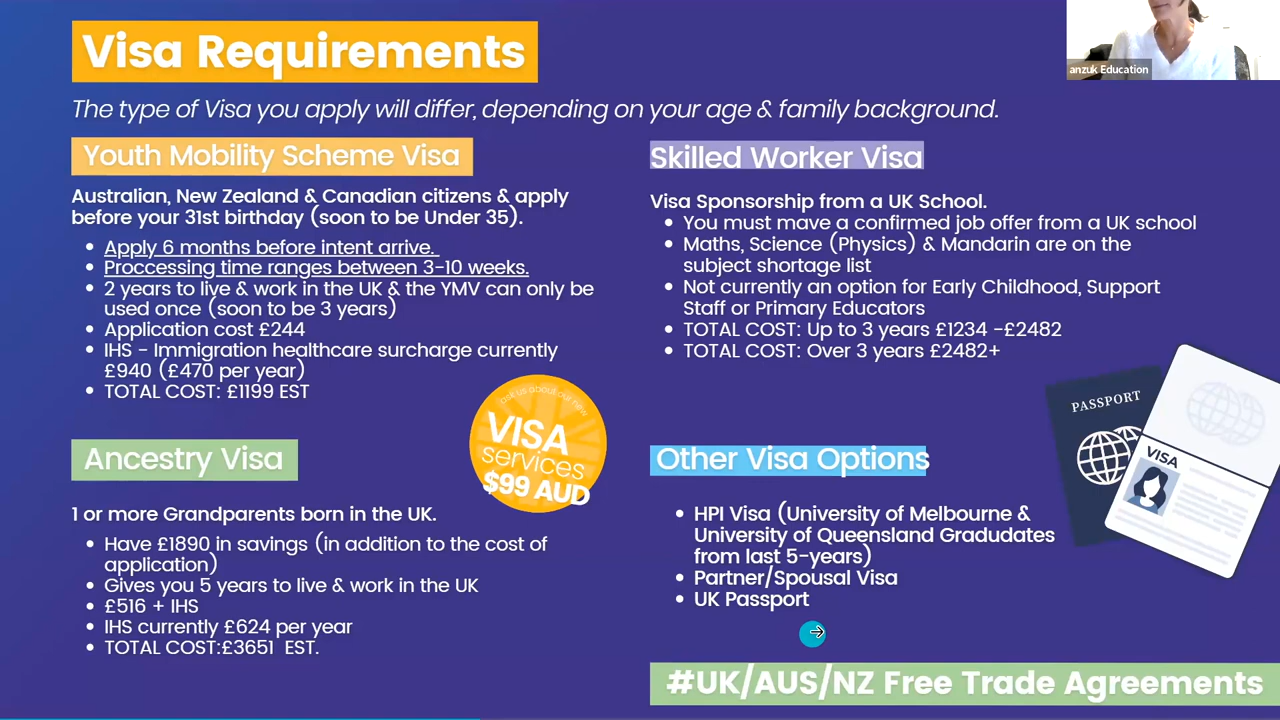 Visa Requirements
anzuk Education
The type of Visa you apply will differ, depending on your age & family background.
Youth Mobility Scheme Visa
Australian, New Zealand & Canadian citizens & apply
before your 31st birthday (soon to be Under 35).
Apply 6 months before intent arrive.
Proccessing time ranges between 3-10 weeks.
2 years to live & work in the UK & the YMV can only be
used once (soon to be 3 years)
Application cost £244
IHS - Immigration healthcare surcharge currently
£940 (£470 per year)
TOTAL COST: £1199 EST
Skilled Worker Visa
Visa Sponsorship from a UK School.
You must mave a confirmed job offer from a UK school
Maths, Science (Physics) & Mandarin are on the
subject shortage list
Not currently an option for Early Childhood, Support
Staff or Primary Educators
TOTAL COST: Up to 3 years £1234 -£2482
TOTAL COST: Over 3 years £2482+
ask us about our new
VISA
services
$99 AUD
PASSPORT
VISA
Ancestry Visa
1 or more Grandparents born in the UK.
Have £1890 in savings (in addition to the cost of
application)
Gives you 5 years to live & work in the UK
£516 + IHS
IHS currently £624 per year
TOTAL COST:£3651 EST.
Other Visa Options
HPI Visa (University of Melbourne &
University of Queensland Gradudates
from last 5-years)
Partner/Spousal Visa
UK Passport
#UK/AUS/NZ Free Trade Agreements